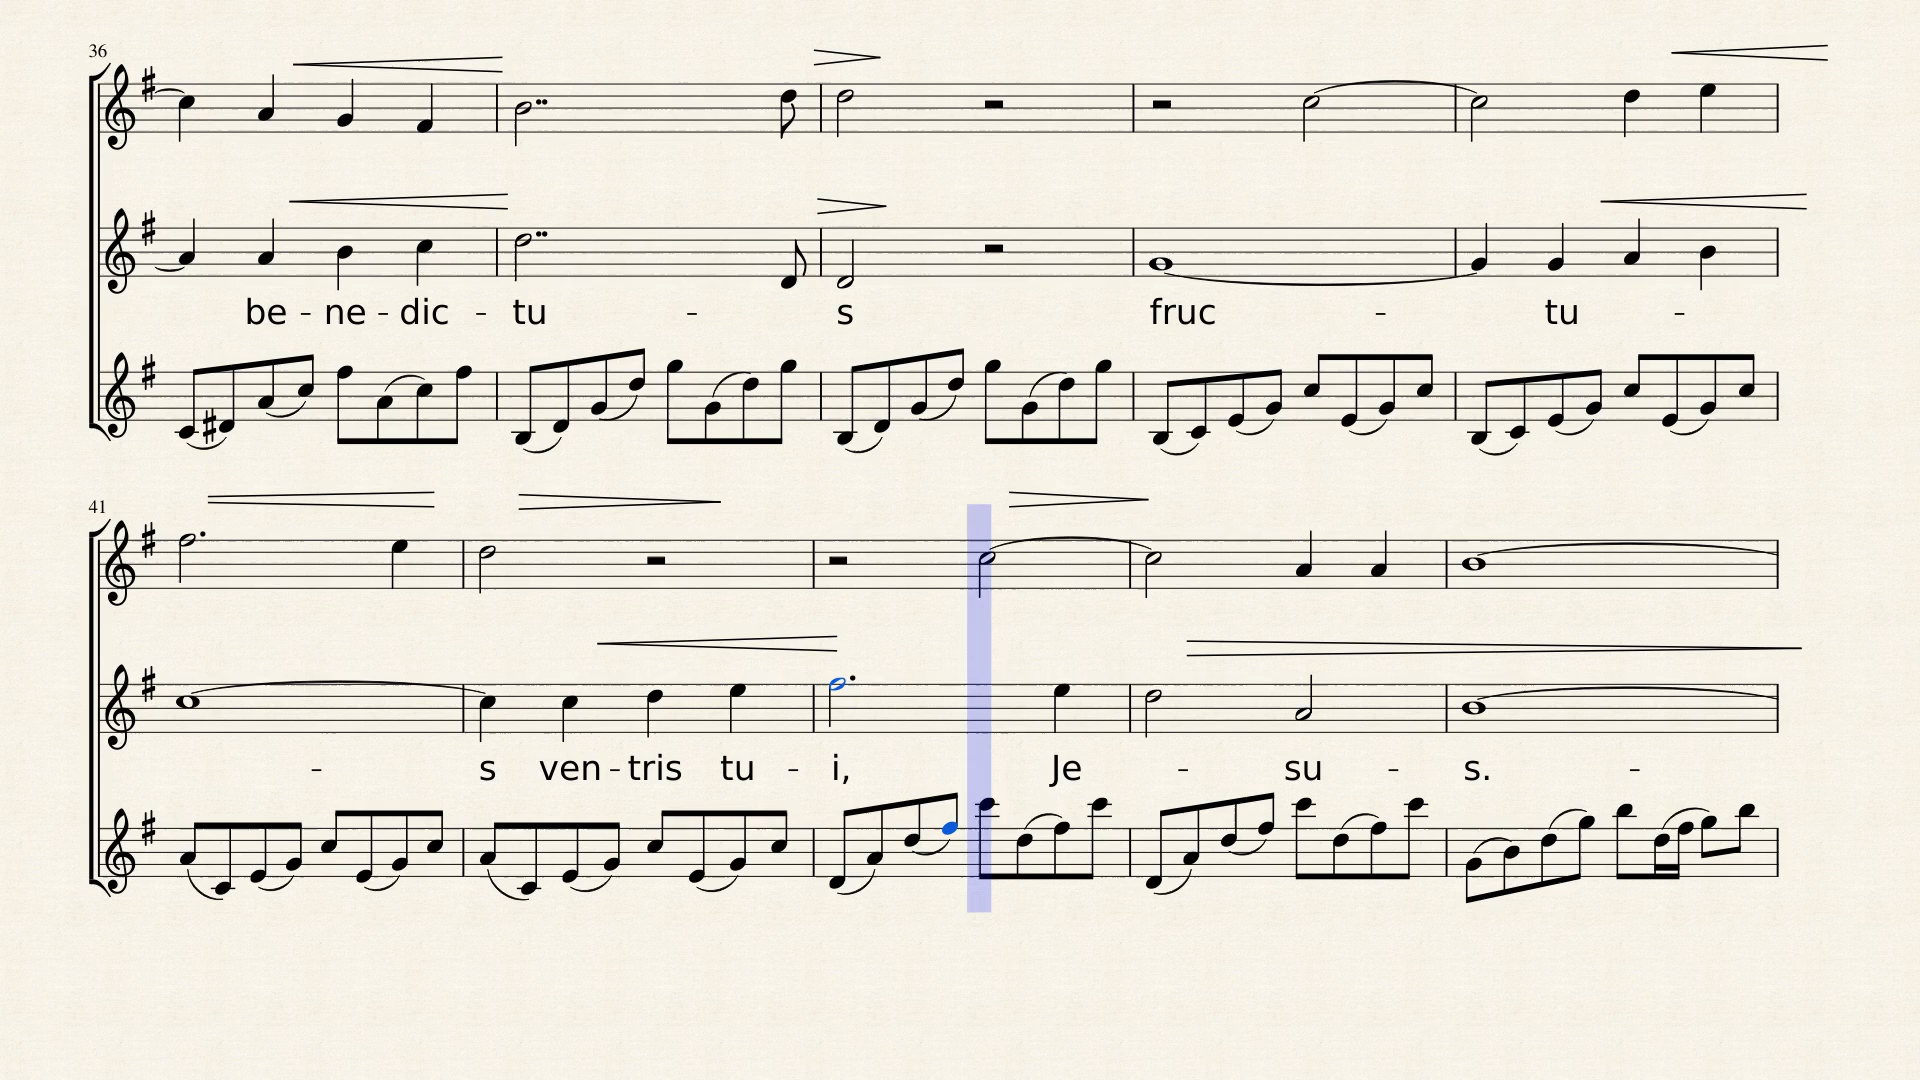 36
be - ne - dic - tu - s fruc - tu -
41
- s ven - tris tu - i, Je - su - s. -